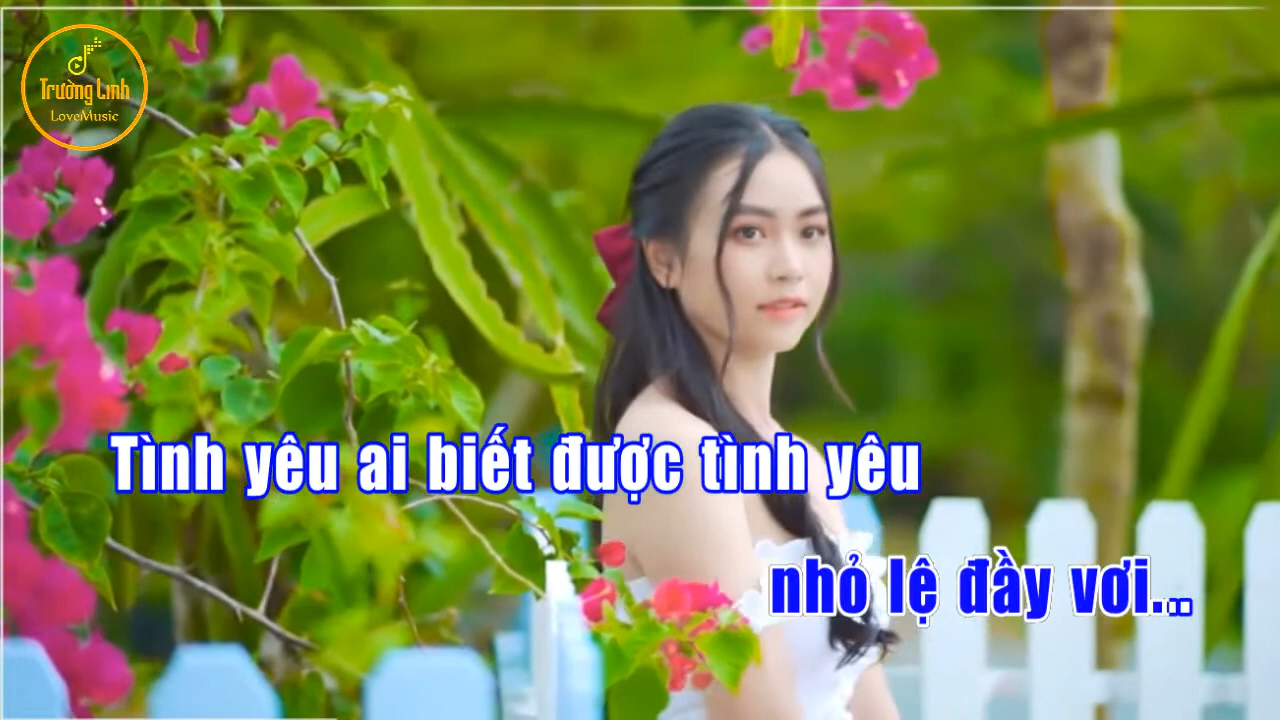 Trường Linh
LoveMusic
Tình yêu ai biết được tình yêu
nhỏ lệ đầy vơi...